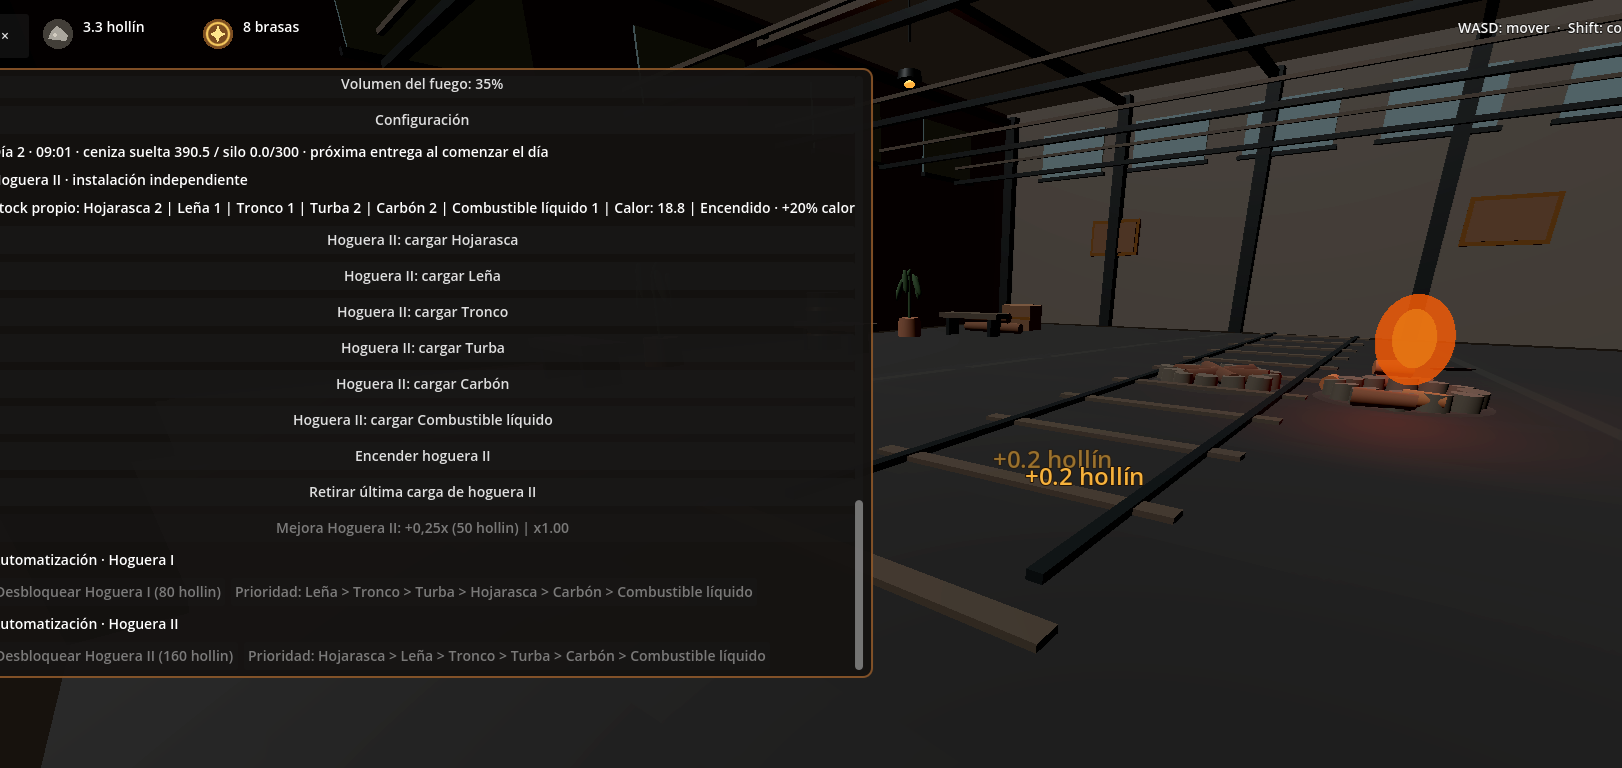 ×
3.3 hollín
8 brasas
WASD: mover · Shift: co
Volumen del fuego: 35%
Configuración
ía 2 · 09:01 · ceniza suelta 390.5 / silo 0.0/300 · próxima entrega al comenzar el día
oguera II · instalación independiente
tock propio: Hojarasca 2 | Leña 1 | Tronco 1 | Turba 2 | Carbón 2 | Combustible líquido 1 | Calor: 18.8 | Encendido · +20% calor
Hoguera II: cargar Hojarasca
Hoguera II: cargar Leña
Hoguera II: cargar Tronco
Hoguera II: cargar Turba
Hoguera II: cargar Carbón
Hoguera II: cargar Combustible líquido
Encender hoguera II
Retirar última carga de hoguera II
Mejora Hoguera II: +0,25x (50 hollin) | x1.00
utomatización · Hoguera I
Desbloquear Hoguera I (80 hollin) Prioridad: Leña > Tronco > Turba > Hojarasca > Carbón > Combustible líquido
utomatización · Hoguera II
Desbloquear Hoguera II (160 hollin) Prioridad: Hojarasca > Leña > Tronco > Turba > Carbón > Combustible líquido
+0.2 hollín
+0.2 hollín